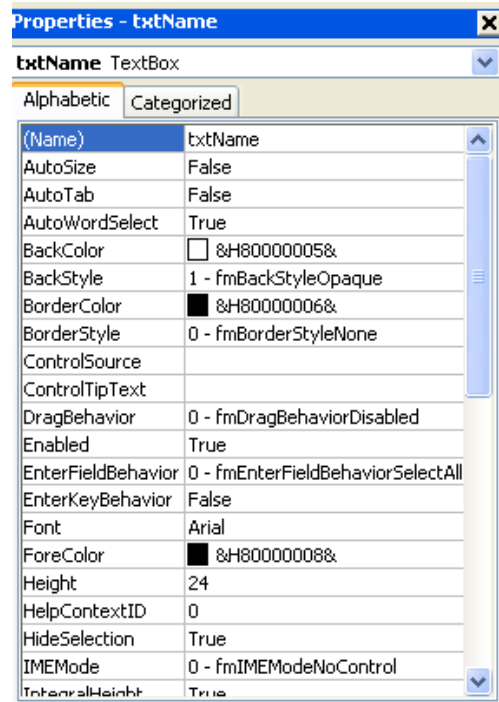 Properties - txtName
txtName TextBox
Alphabetic Categorized
(Name) txtName
AutoSize False
AutoTab False
AutoWordSelect True
BackColor &H80000005&
BackStyle 1 - fmBackStyleOpaque
BorderColor &H80000006&
BorderStyle 0 - fmBorderStyleNone
ControlSource
ControlTipText
DragBehavior 0 - fmDragBehaviorDisabled
Enabled True
EnterFieldBehavior 0 - fmEnterFieldBehaviorSelectAll
EnterKeyBehavior False
Font Arial
ForeColor &H80000008&
Height 24
HelpContextID 0
HideSelection True
IMEMode 0 - fmIMEModeNoControl
IntegralHeight True